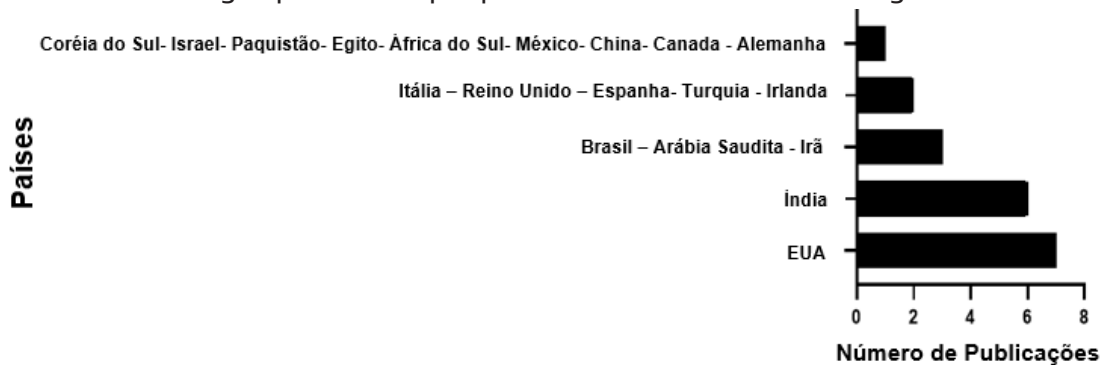 Coréia do Sul- Israel- Paquistão- Egito- África do Sul- México- China- Canada - Alemanha
Itália – Reino Unido – Espanha- Turquia - Irlanda
Brasil – Arábia Saudita - Irã
Índia
EUA
Países
0 2 4 6 8
Número de Publicações